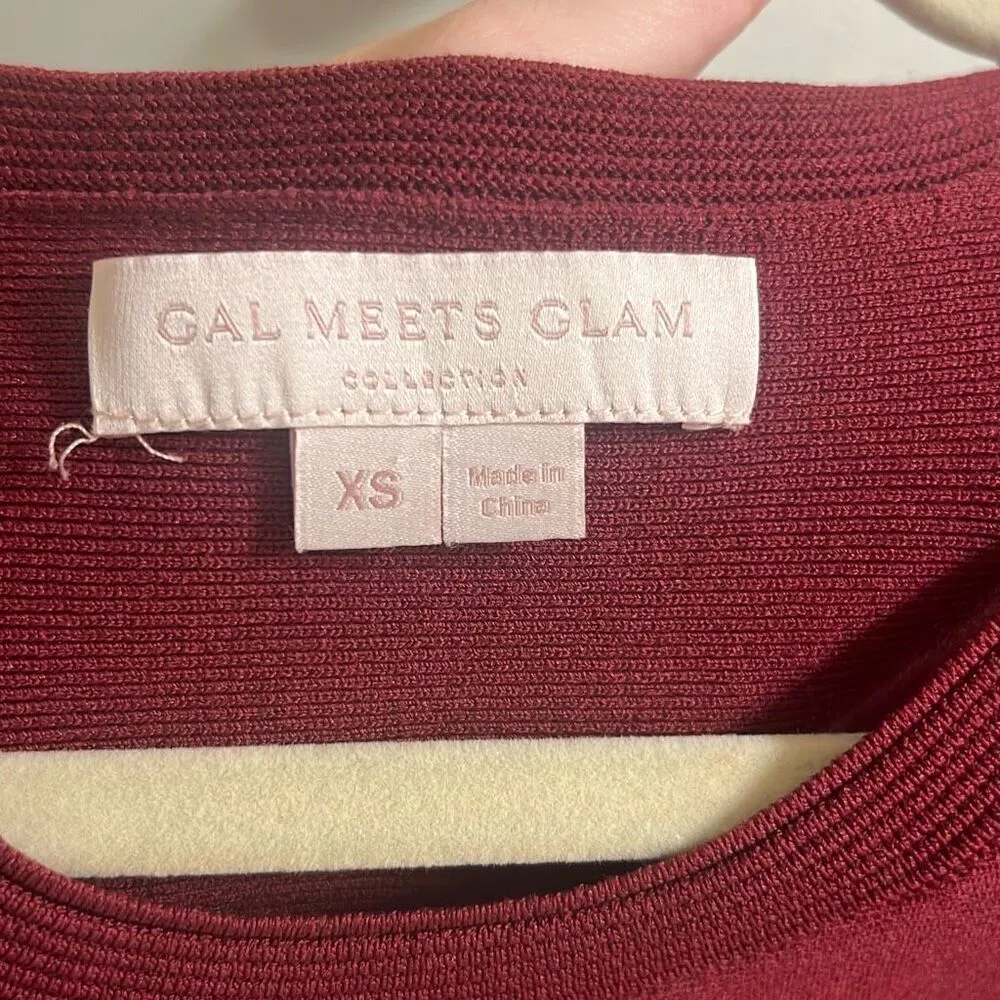 GAL MEETS GLAM
COLLECTION
XS
Made in
China